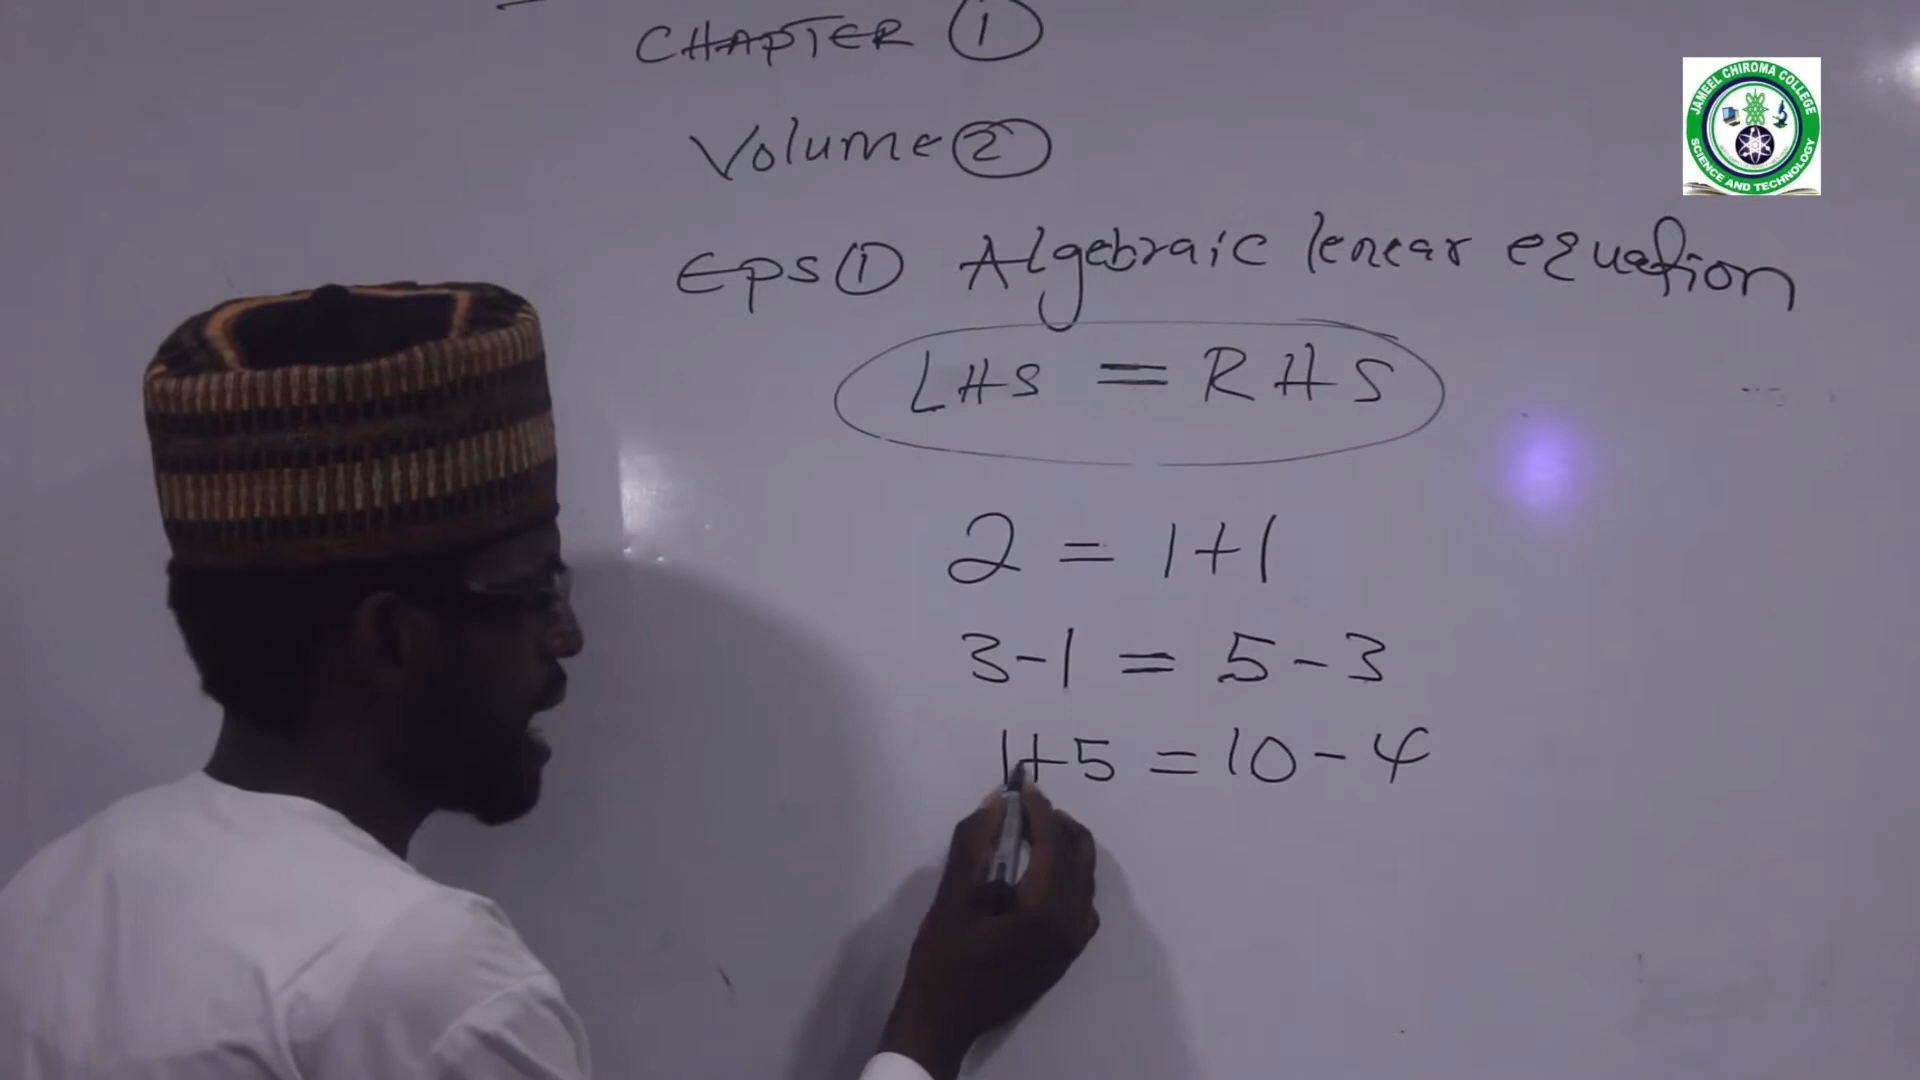 CHAPTER 1
Volume 2
Eps 1 Algebraic lenear equation
LHS = RHS
2 = 1+1
3-1 = 5-3
1+5 = 10-4
JAMEEL CHIROMA COLLEGE
SCIENCE AND TECHNOLOGY